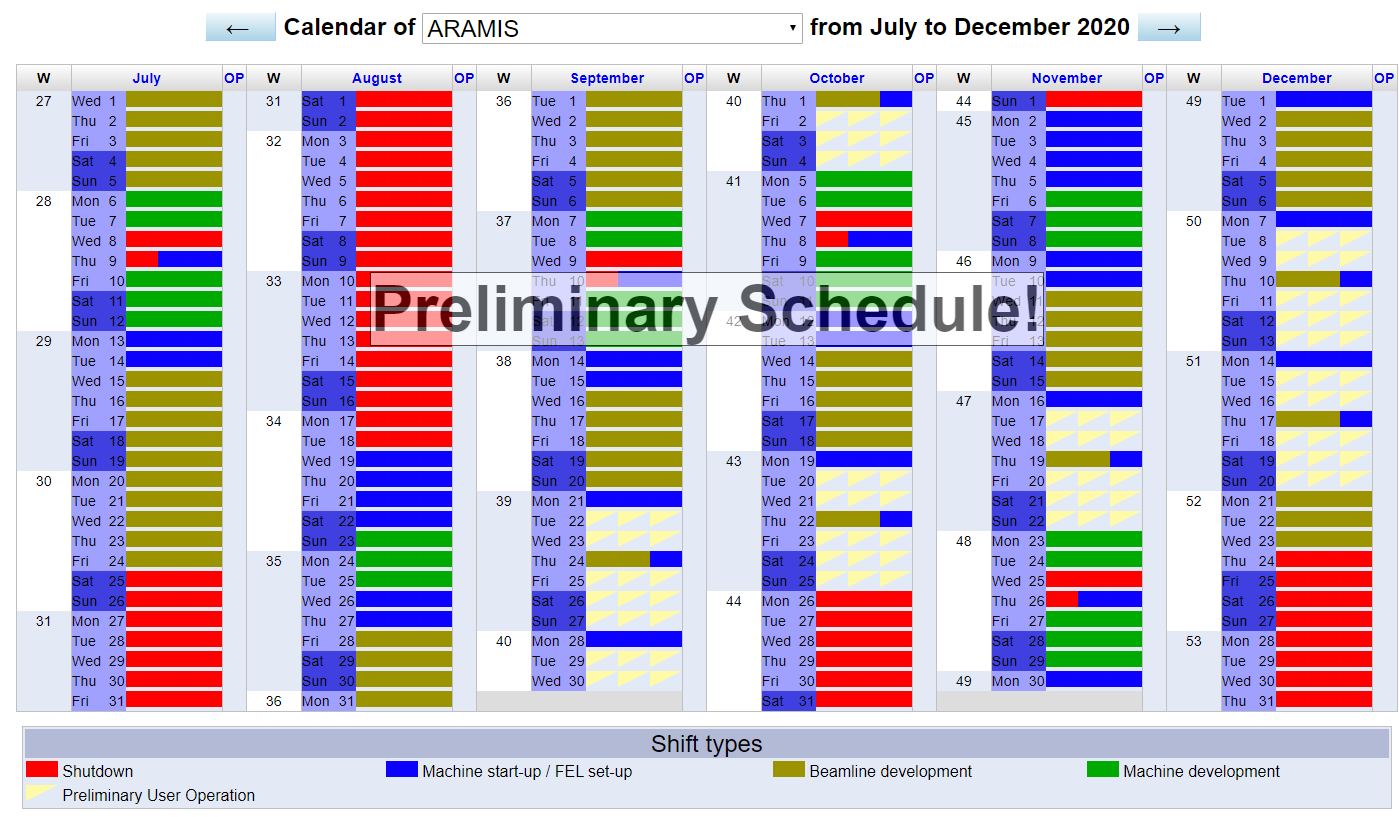 ← Calendar of ARAMIS from July to December 2020 →
W July OP W August OP W September OP W October OP W November OP W December OP
27 Wed 1 31 Sat 1 36 Tue 1 40 Thu 1 44 Sun 1 49 Tue 1
Thu 2 Sun 2 Wed 2 Fri 2 45 Mon 2 Wed 2
Fri 3 32 Mon 3 Thu 3 Sat 3 Tue 3 Thu 3
Sat 4 Tue 4 Fri 4 Sun 4 Wed 4 Fri 4
Sun 5 Wed 5 Sat 5 41 Mon 5 Thu 5 Sat 5
28 Mon 6 Thu 6 Sun 6 Tue 6 Fri 6 Sun 6
Tue 7 Fri 7 37 Mon 7 Wed 7 Sat 7 50 Mon 7
Wed 8 Sat 8 Tue 8 Thu 8 Sun 8 Tue 8
Thu 9 Sun 9 Wed 9 Fri 9 46 Mon 9 Wed 9
Fri 10 33 Mon 10 Thu 10 Sat 10 Tue 10 Thu 10
Preliminary Schedule!
Sat 11 Tue 11 Sun 11 Wed 11 Fri 11
Sun 12 Wed 12 Sat 12 42 Mon 12 Thu 12 Sat 12
29 Mon 13 Thu 13 Sun 13 Fri 13 Sun 13
Tue 14 Fri 14 38 Mon 14 Wed 14 Sat 14 51 Mon 14
Wed 15 Sat 15 Tue 15 Thu 15 Sun 15 Tue 15
Thu 16 Sun 16 Wed 16 Fri 16 47 Mon 16 Wed 16
Fri 17 34 Mon 17 Thu 17 Sat 17 Tue 17 Thu 17
Sat 18 Tue 18 Fri 18 Sun 18 Wed 18 Fri 18
Sun 19 Wed 19 Sat 19 43 Mon 19 Thu 19 Sat 19
30 Mon 20 Thu 20 Sun 20 Tue 20 Fri 20 Sun 20
Tue 21 Fri 21 39 Mon 21 Wed 21 Sat 21 52 Mon 21
Wed 22 Sat 22 Tue 22 Thu 22 Sun 22 Tue 22
Thu 23 Sun 23 Wed 23 Fri 23 48 Mon 23 Wed 23
Fri 24 35 Mon 24 Thu 24 Sat 24 Tue 24 Thu 24
Sat 25 Tue 25 Fri 25 Sun 25 Wed 25 Fri 25
Sun 26 Wed 26 Sat 26 44 Mon 26 Thu 26 Sat 26
31 Mon 27 Thu 27 Sun 27 Tue 27 Fri 27 Sun 27
Tue 28 Fri 28 40 Mon 28 Wed 28 Sat 28 53 Mon 28
Wed 29 Sat 29 Tue 29 Thu 29 Sun 29 Tue 29
Thu 30 Sun 30 Wed 30 Fri 30 49 Mon 30 Wed 30
Fri 31 36 Mon 31 Sat 31 Thu 31
Shift types
Shutdown Machine start-up / FEL set-up Beamline development Machine development
Preliminary User Operation